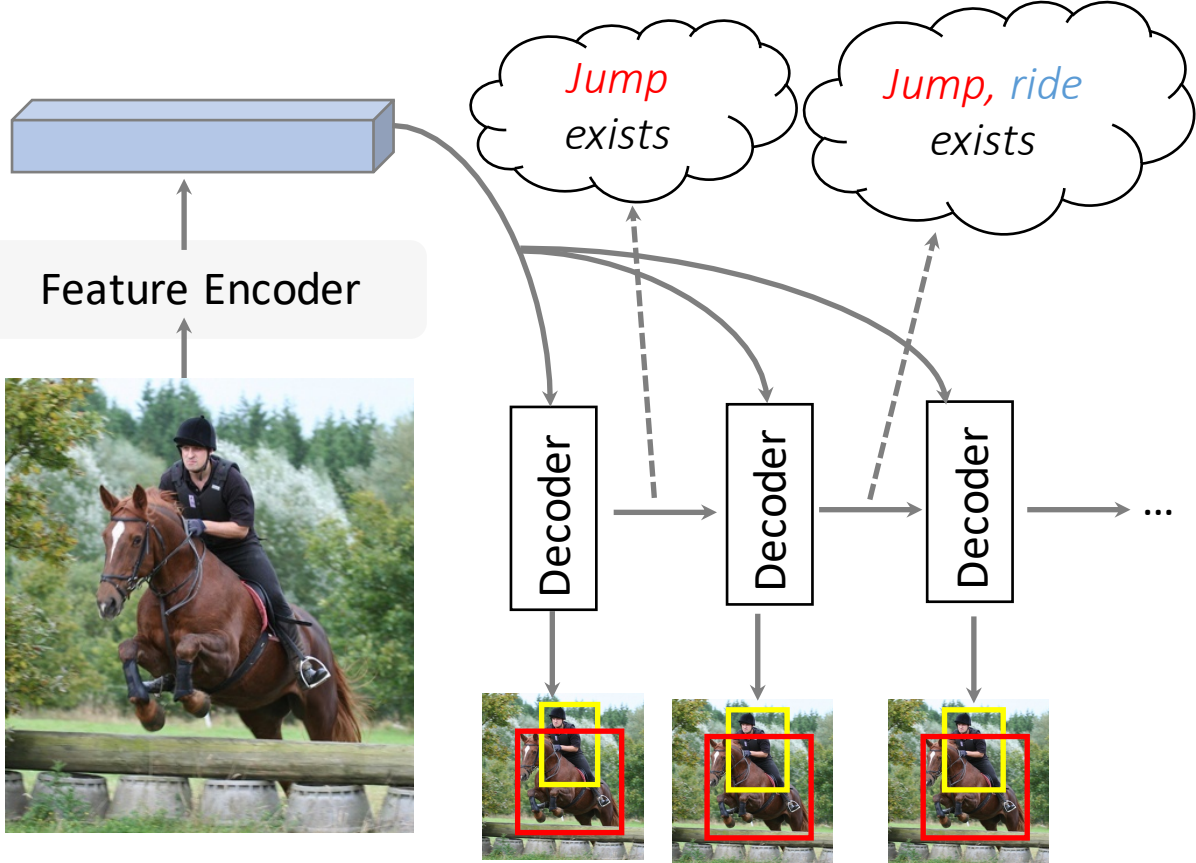 Jump
exists
Jump, ride
exists
Feature Encoder
Decoder
Decoder
Decoder
...